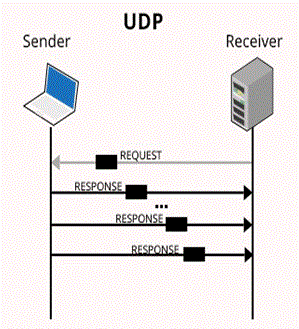 UDP
Sender
Receiver
REQUEST
RESPONSE
...
RESPONSE
RESPONSE